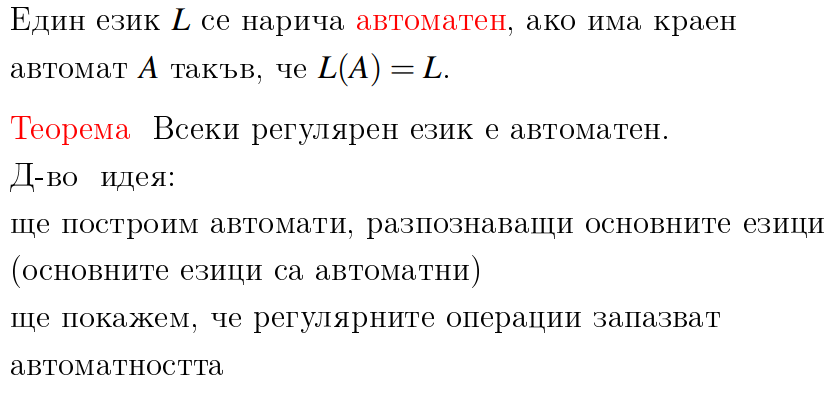 Един език L се нарича автоматен, ако има краен
автомат A такъв, че L(A) = L.
Теорема Всеки регулярен език е автоматен.
Д-во идея:
ще построим автомати, разпознаващи основните езици
(основните езици са автоматни)
ще покажем, че регулярните операции запазват
автоматността